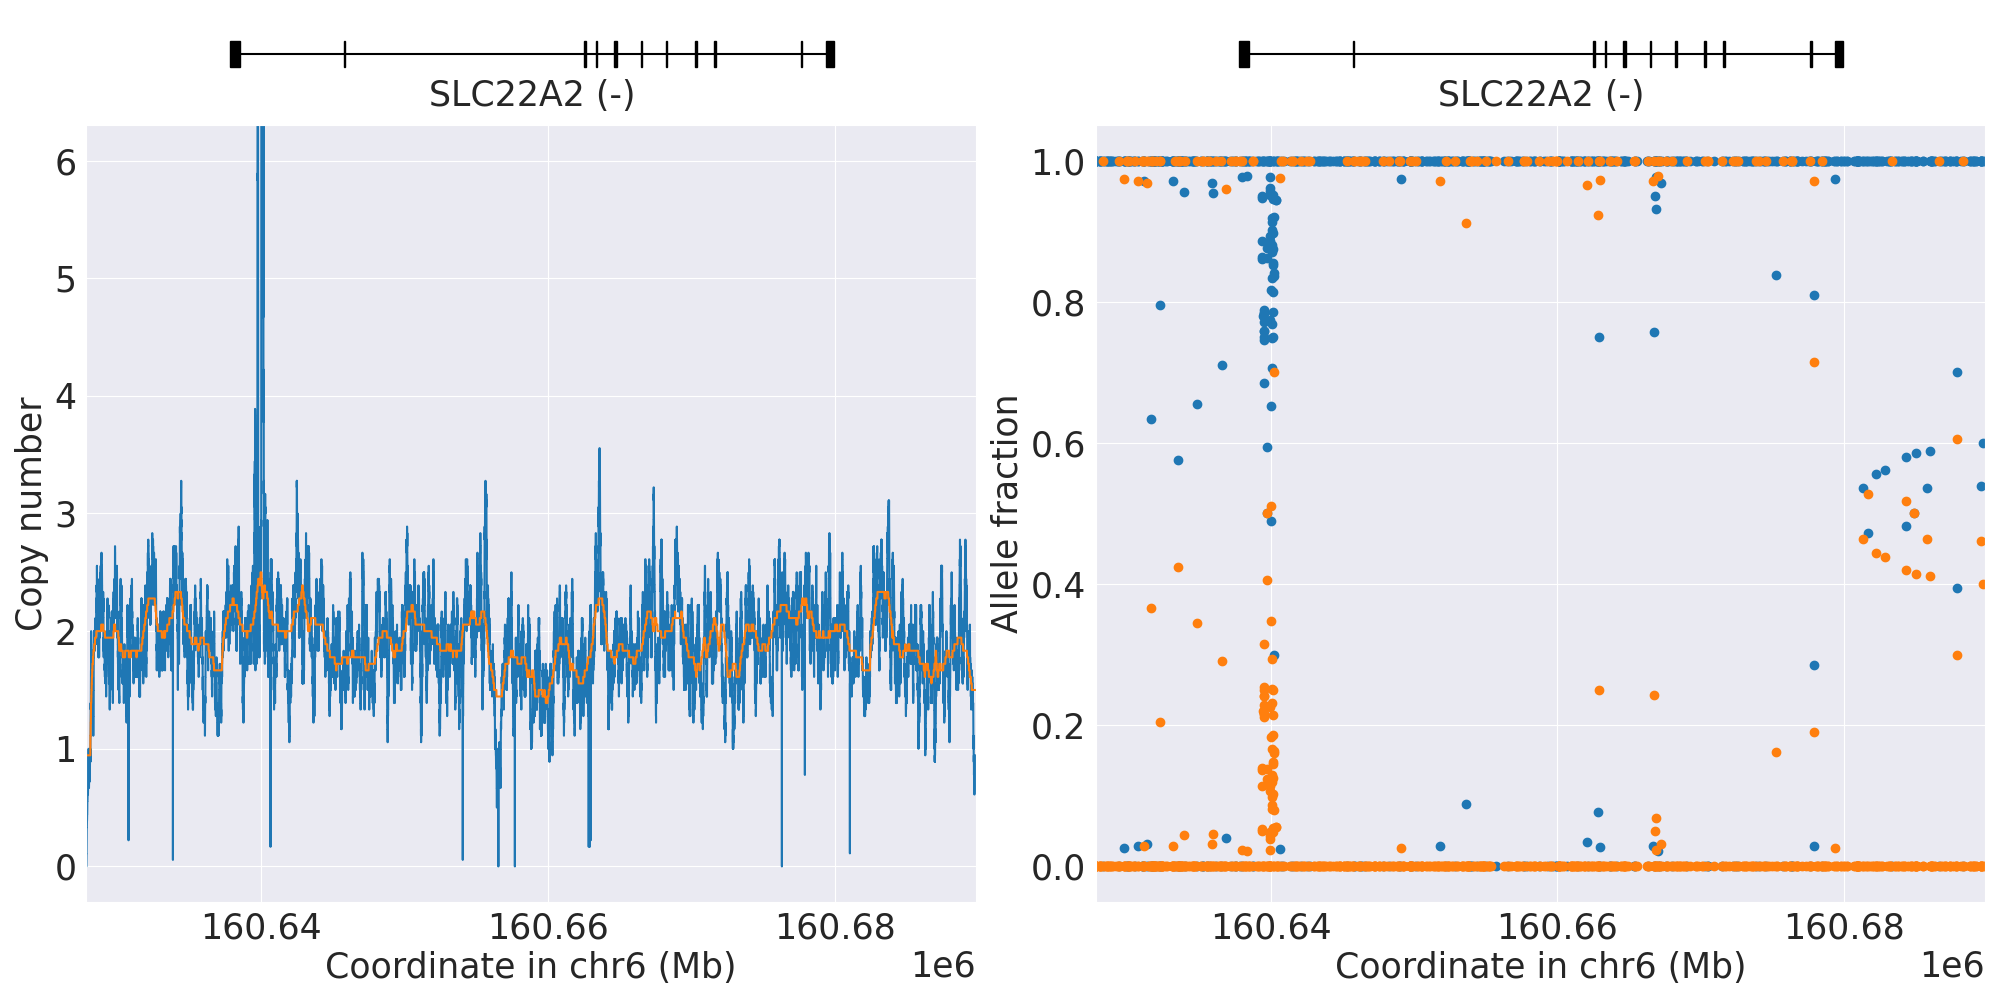 SLC22A2 (-)
6
5
4
3
2
1
0
Copy number
160.64
160.66
160.68
Coordinate in chr6 (Mb)
1e6
SLC22A2 (-)
1.0
0.8
0.6
0.4
0.2
0.0
Allele fraction
160.64
160.66
160.68
Coordinate in chr6 (Mb)
1e6